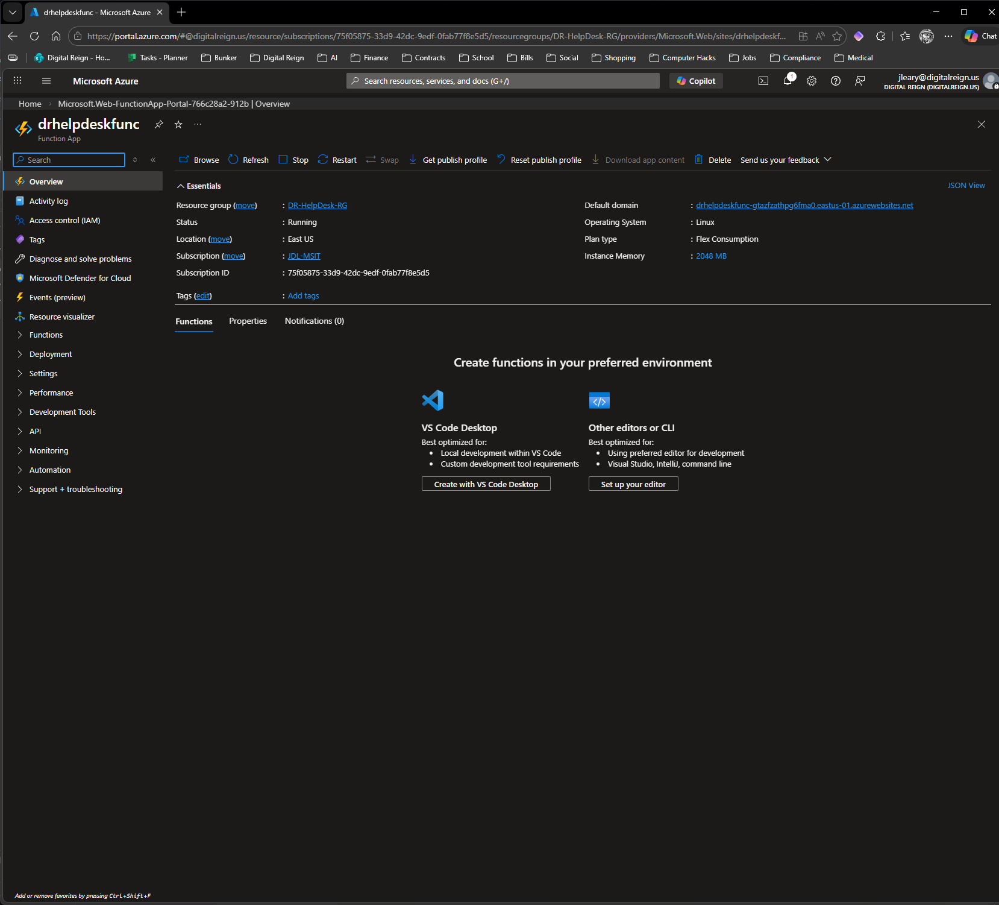 drhelpdeskfunc - Microsoft Azure
https://portal.azure.com/#@digitalreign.us/resource/subscriptions/75f05875-33d9-42dc-9edf-0fab77f8e5d5/resourcegroups/DR-HelpDesk-RG/providers/Microsoft.Web/sites/drhelpdeskf...
Chat
Digital Reign - Ho...
Tasks - Planner
Bunker
Digital Reign
AI
Finance
Contracts
School
Bills
Social
Shopping
Computer Hacks
Jobs
Compliance
Medical
Microsoft Azure
Search resources, services, and docs (G+/)
Copilot
1
jleary@digitalreign.us
DIGITAL REIGN (DIGITALREIGN.US)
Home > Microsoft.Web-FunctionApp-Portal-766c28a2-912b | Overview
drhelpdeskfunc
Function App
Search
Browse
Refresh
Stop
Restart
Swap
Get publish profile
Reset publish profile
Download app content
Delete
Send us your feedback
Overview
Activity log
Access control (IAM)
Tags
Diagnose and solve problems
Microsoft Defender for Cloud
Events (preview)
Resource visualizer
Functions
Deployment
Settings
Performance
Development Tools
API
Monitoring
Automation
Support + troubleshooting
Essentials
JSON View
Resource group (move) : DR-HelpDesk-RG
Status : Running
Location (move) : East US
Subscription (move) : JDL-MSIT
Subscription ID : 75f05875-33d9-42dc-9edf-0fab77f8e5d5
Tags (edit) : Add tags
Default domain : drhelpdeskfunc-gtazfzathpg6fma0.eastus-01.azurewebsites.net
Operating System : Linux
Plan type : Flex Consumption
Instance Memory : 2048 MB
Functions
Properties
Notifications (0)
Create functions in your preferred environment
VS Code Desktop
Best optimized for:
• Local development within VS Code
• Custom development tool requirements
Create with VS Code Desktop
Other editors or CLI
Best optimized for:
• Using preferred editor for development
• Visual Studio, IntelliJ, command line
Set up your editor
Add or remove favorites by pressing Ctrl+Shift+F